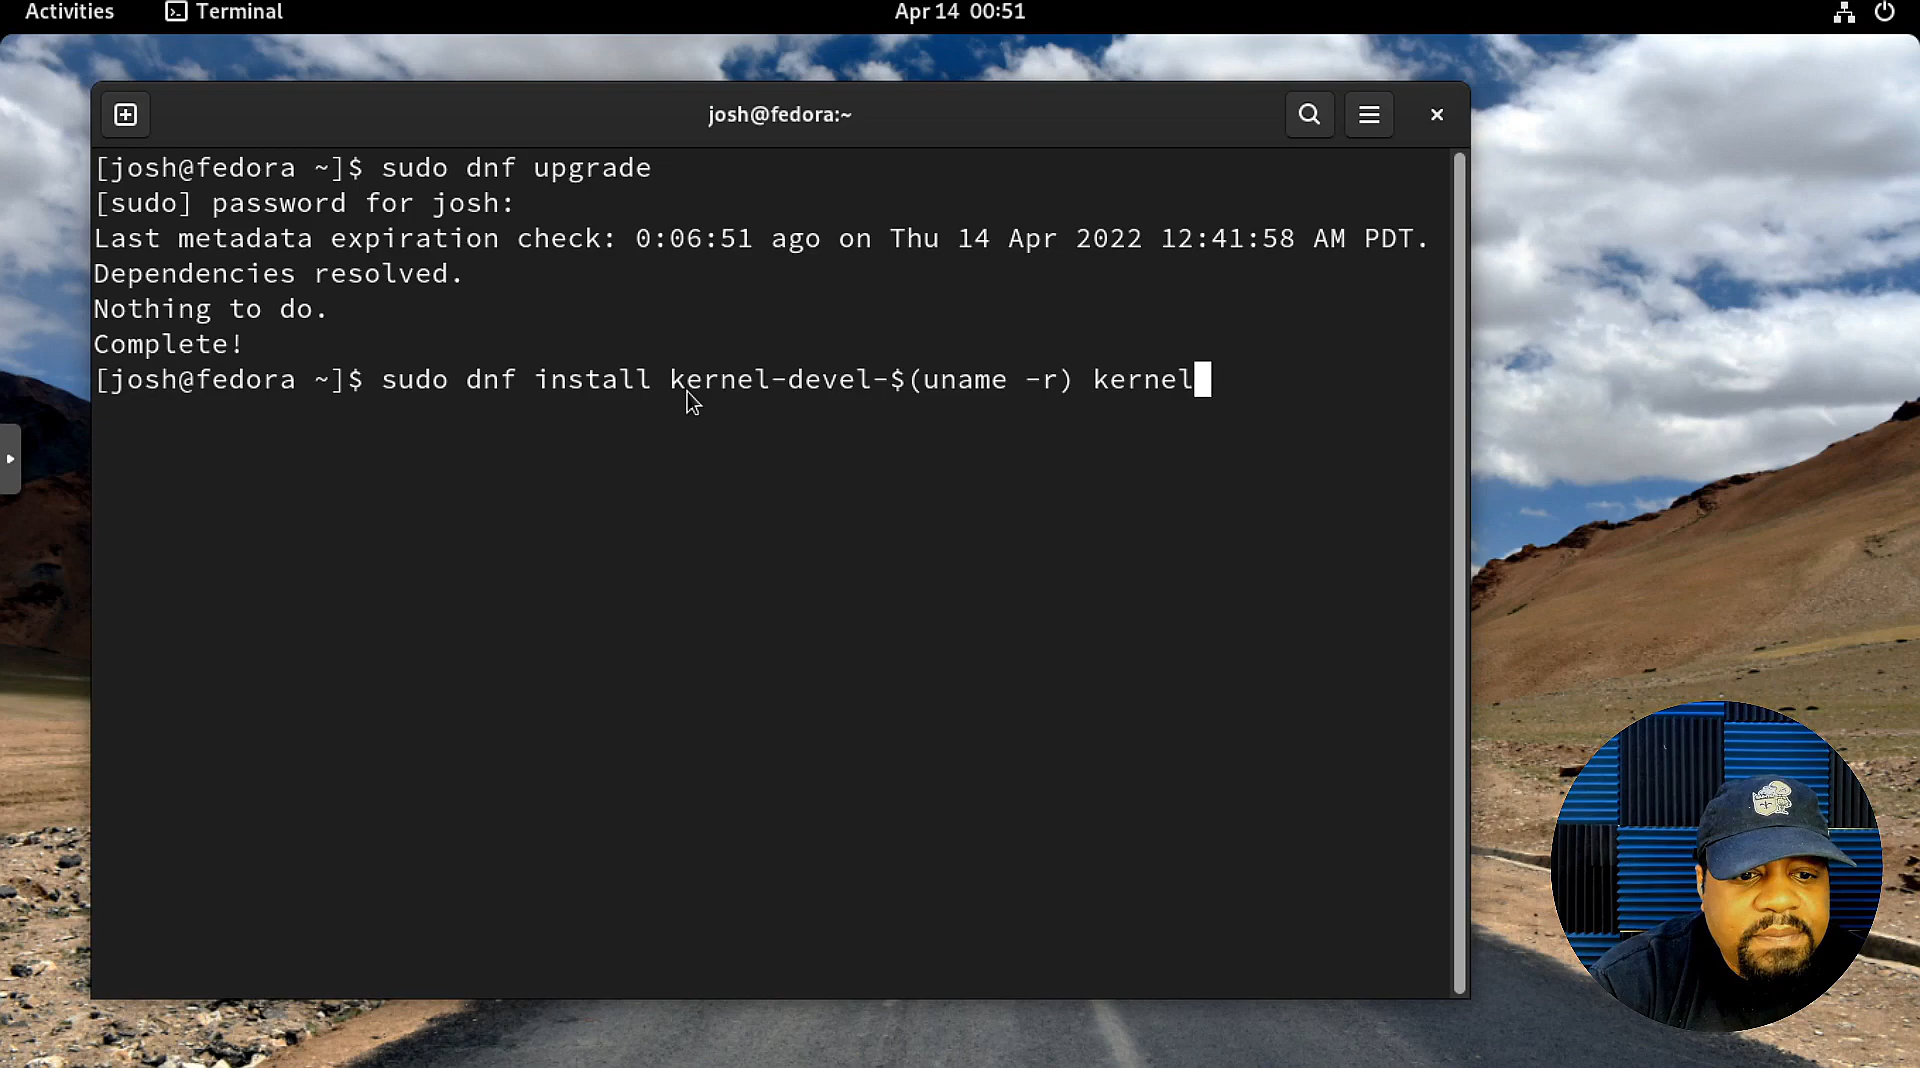 Activities Terminal Apr 14 00:51
josh@fedora:~
[josh@fedora ~]$ sudo dnf upgrade
[sudo] password for josh:
Last metadata expiration check: 0:06:51 ago on Thu 14 Apr 2022 12:41:58 AM PDT.
Dependencies resolved.
Nothing to do.
Complete!
[josh@fedora ~]$ sudo dnf install kernel-devel-$(uname -r) kernel